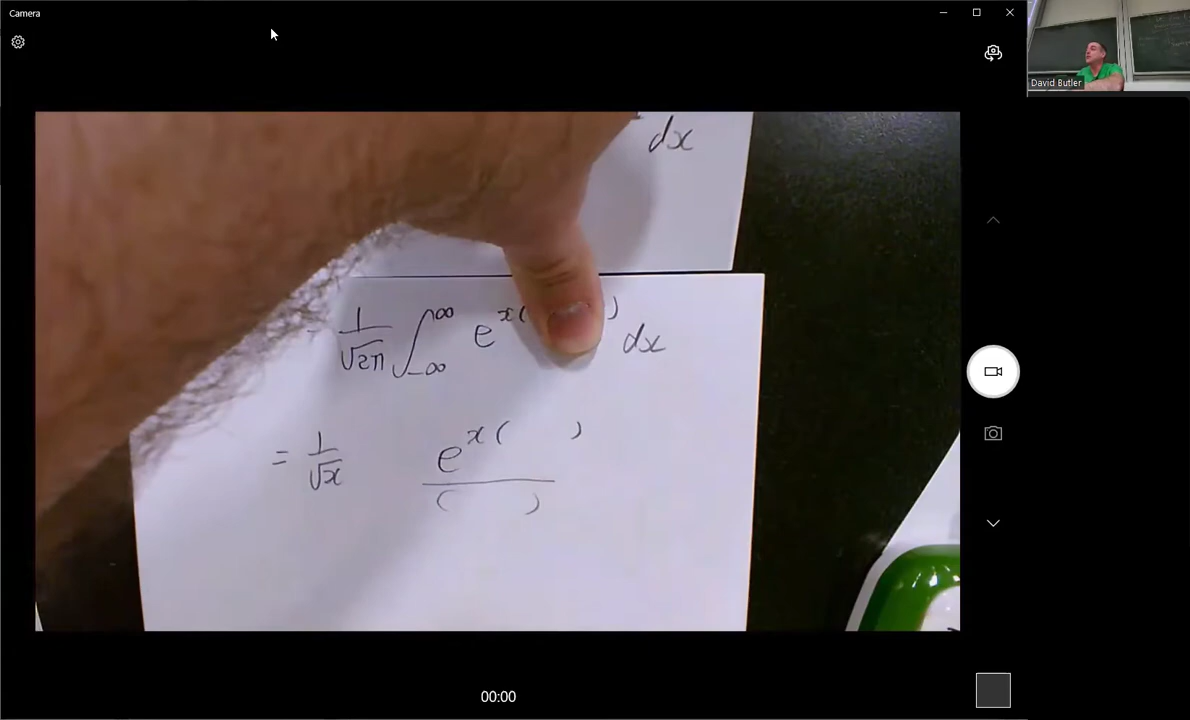 Camera
David Butler
dx
= 1/√2π ∫_-∞^∞ e^x( ) dx
= 1/√x e^x( ) / ( )
00:00